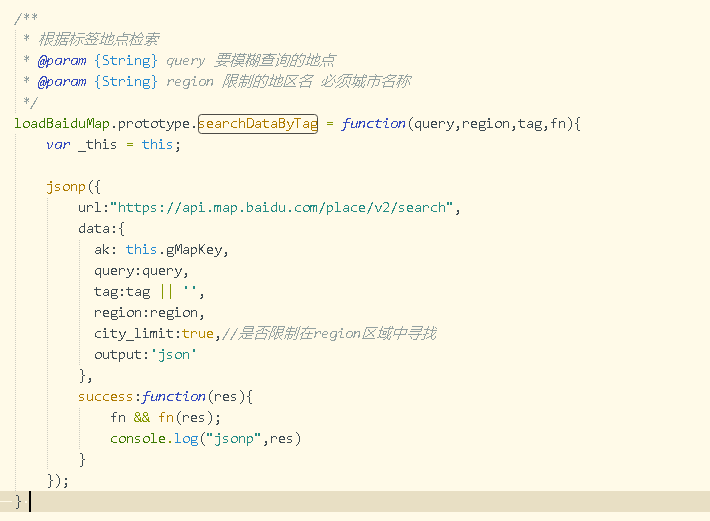 /**
 * 根据标签地点检索
 * @param {String} query 要模糊查询的地点
 * @param {String} region 限制的地区名 必须城市名称
 */
loadBaiduMap.prototype.searchDataByTag = function(query,region,tag,fn){
    var _this = this;
    jsonp({
        url:"https://api.map.baidu.com/place/v2/search",
        data:{
          ak: this.gMapKey,
          query:query,
          tag:tag || '',
          region:region,
          city_limit:true,//是否限制在region区域中寻找
          output:'json'
        },
        success:function(res){
            fn && fn(res);
            console.log("jsonp",res)
        }
    });
}